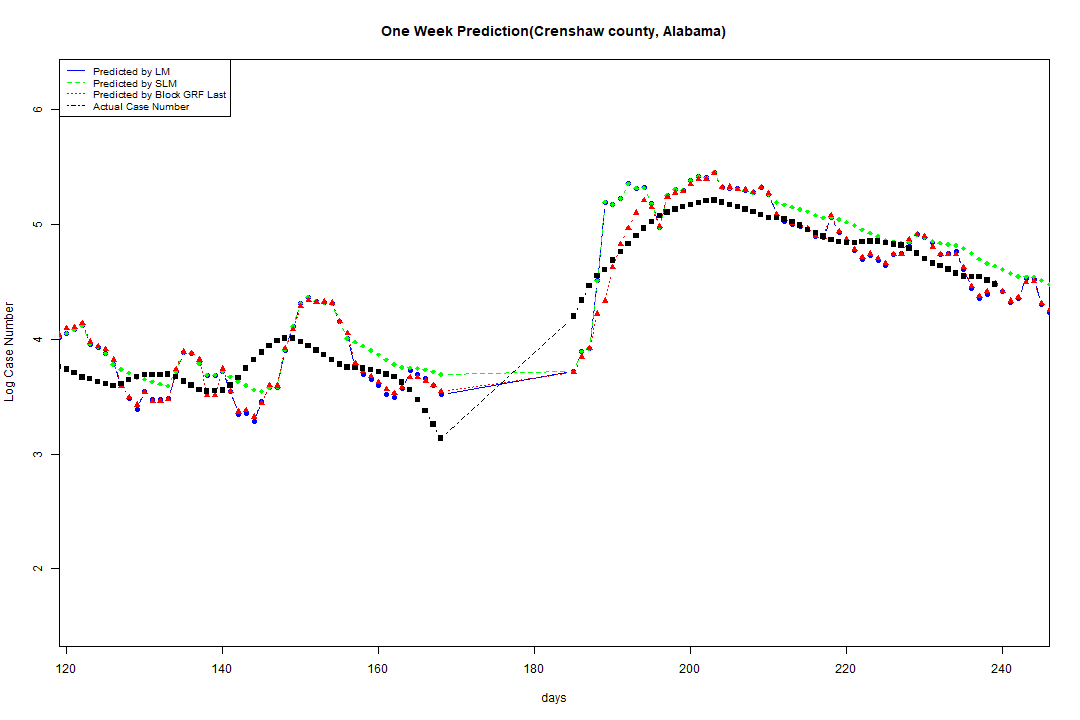 One Week Prediction(Crenshaw county, Alabama)
Predicted by LM
Predicted by SLM
Predicted by Block GRF Last
Actual Case Number
6
5
4
3
2
Log Case Number
120 140 160 180 200 220 240
days